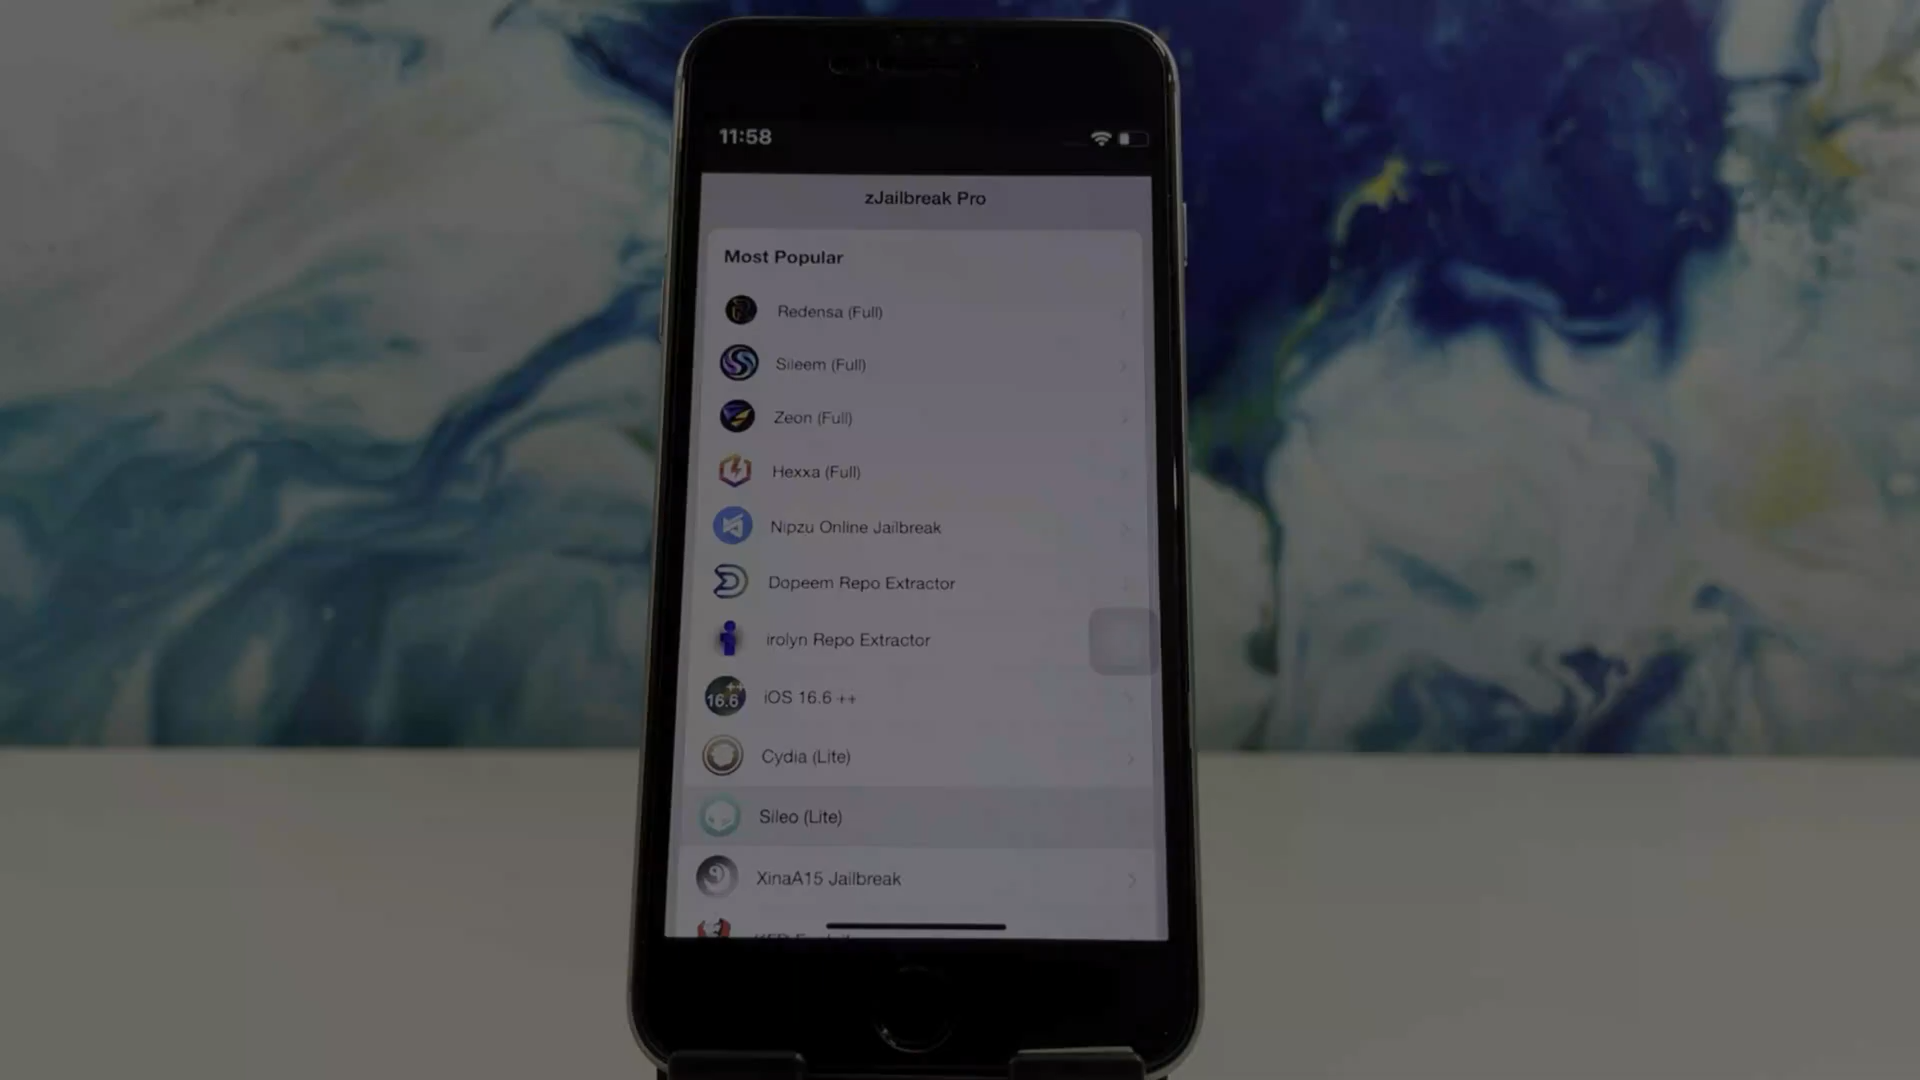 11:58
zJailbreak Pro
Most Popular
Redensa (Full)
Sileem (Full)
Zeon (Full)
Hexxa (Full)
Nipzu Online Jailbreak
Dopeem Repo Extractor
irolyn Repo Extractor
16.6 ++
iOS 16.6 ++
Cydia (Lite)
Sileo (Lite)
XinaA15 Jailbreak